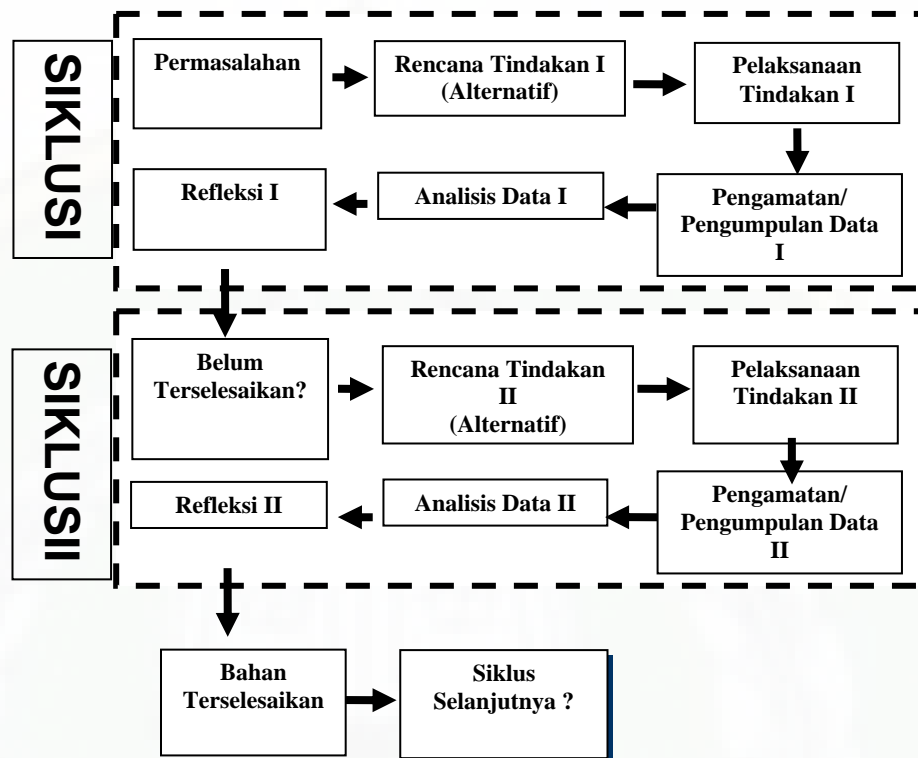 SIKLUSI
Permasalahan
Rencana Tindakan I
(Alternatif)
Pelaksanaan
Tindakan I
Refleksi I
Analisis Data I
Pengamatan/
Pengumpulan Data
I
SIKLUSII
Belum
Terselesaikan?
Rencana Tindakan
II
(Alternatif)
Pelaksanaan
Tindakan II
Refleksi II
Analisis Data II
Pengamatan/
Pengumpulan Data
II
Bahan
Terselesaikan
Siklus
Selanjutnya ?